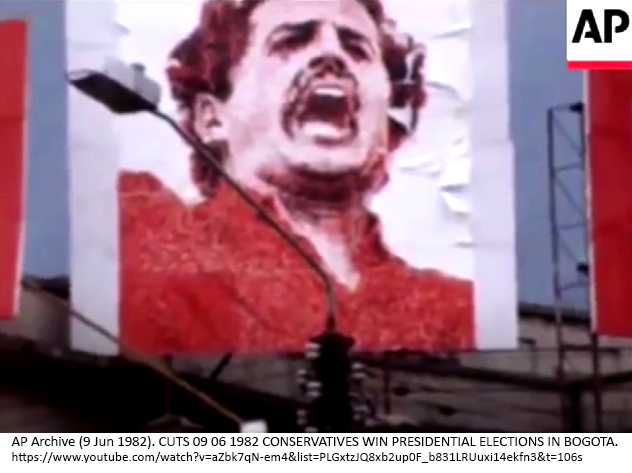 AP
AP Archive (9 Jun 1982). CUTS 09 06 1982 CONSERVATIVES WIN PRESIDENTIAL ELECTIONS IN BOGOTA.
https://www.youtube.com/watch?v=aZbk7qN-em4&list=PLGxtzJQ8xb2up0F_b831LRUuxi14ekfn3&t=106s